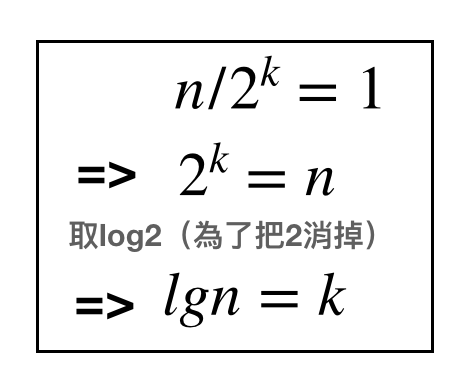 n/2^k = 1
=> 2^k = n
取log2（為了把2消掉）
=> lgn = k